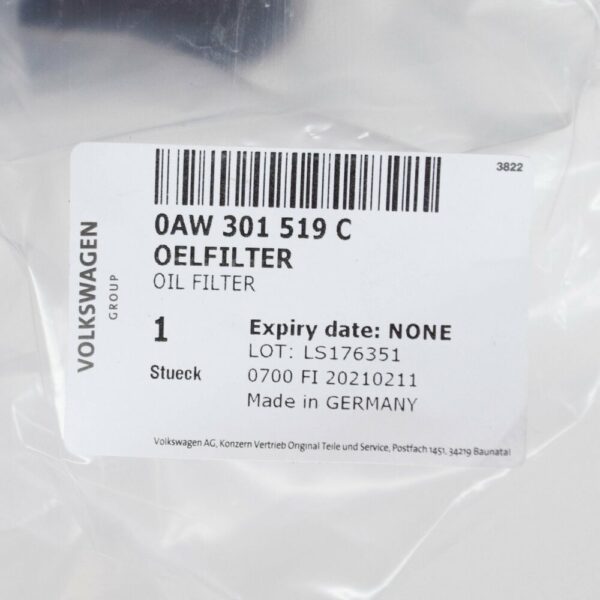 3822
0AW 301 519 C
OELFILTER
OIL FILTER
VOLKSWAGEN
GROUP
1
Stueck
Expiry date: NONE
LOT: LS176351
0700 FI 20210211
Made in GERMANY
Volkswagen AG, Konzern Vertrieb Original Teile und Service, Postfach 1451, 34219 Baunatal